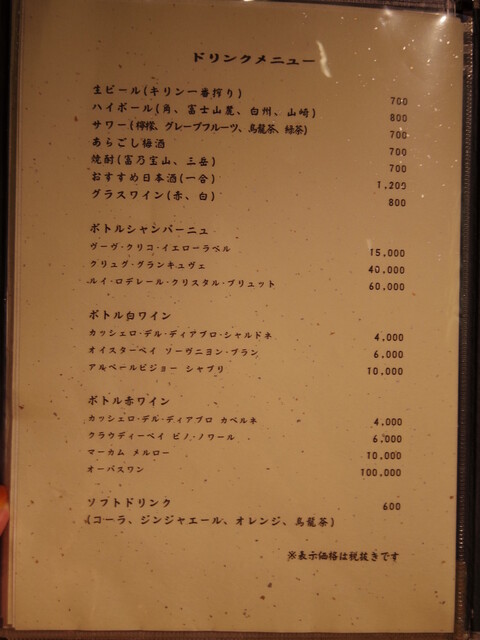 ドリンクメニュー
生ビール(キリン一番搾り) 700
ハイボール(角、富士山麓、白州、山崎) 800
サワー(檸檬、グレープフルーツ、烏龍茶、緑茶) 700
あらごし梅酒 700
焼酎(富乃宝山、三岳) 700
おすすめ日本酒(一合) 1.200
グラスワイン(赤、白) 800
ボトルシャンパーニュ
ヴーヴ・クリコ・イエローラベル 15.000
クリュグ・グランキュヴェ 40.000
ルイ・ロデレール・クリスタル・ブリュット 60.000
ボトル白ワイン
カッシェロ・デル・ディアブロ・シャルドネ 4.000
オイスターベイ ソーヴニヨン・ブラン 6.000
アルベールビジョー シャブリ 10,000
ボトル赤ワイン
カッシェロ・デル・ディアブロ カベルネ 4.000
クラウディーベイ ピノ・ノワール 6,000
マーカム メルロー 10,000
オーパスワン 100,000
ソフトドリンク 600
(コーラ、ジンジャエール、オレンジ、烏龍茶)
※表示価格は税抜きです